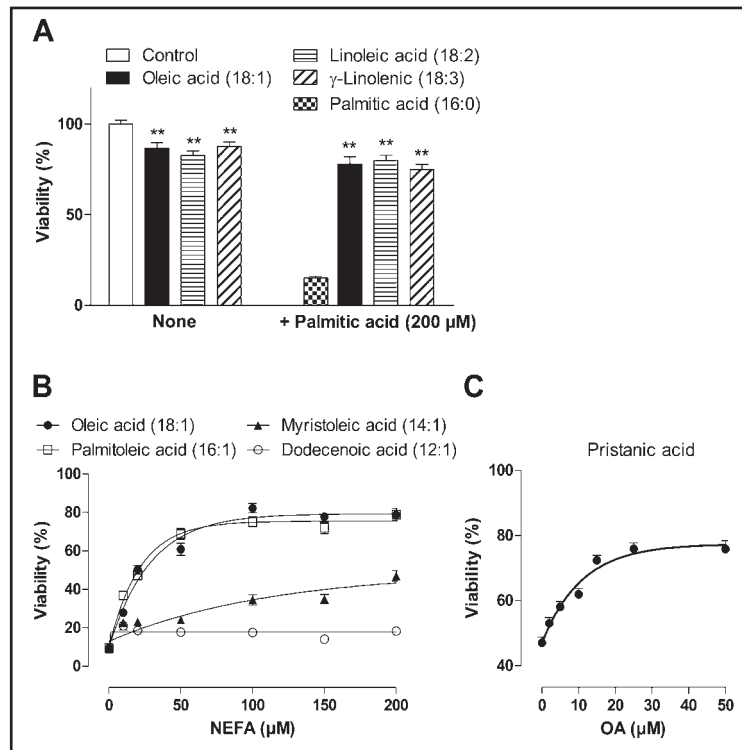 A
Control
Oleic acid (18:1)
Linoleic acid (18:2)
γ-Linolenic (18:3)
Palmitic acid (16:0)
Viability (%)
100
50
0
** ** **
** ** **
None
+ Palmitic acid (200 µM)
B
Oleic acid (18:1)
Palmitoleic acid (16:1)
Myristoleic acid (14:1)
Dodecenoic acid (12:1)
Viability (%)
100
80
60
40
20
0
0 50 100 150 200
NEFA (µM)
C
Pristanic acid
Viability (%)
100
80
60
40
0 10 20 30 40 50
OA (µM)